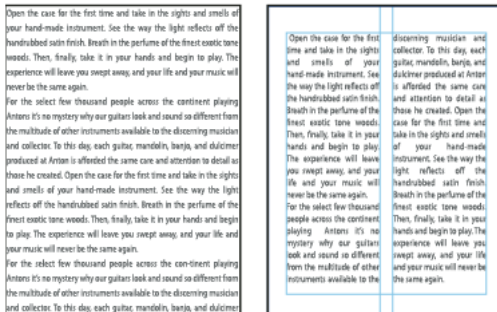 Open the case for the first time and take in the sights and smells of
your hand-made instrument. See the way the light reflects off the
handrubbed satin finish. Breath in the perfume of the finest exotic tone
woods. Then, finally, take it in your hands and begin to play. The
experience will leave you swept away, and your life and your music will
never be the same again.
For the select few thousand people across the continent playing
Antons it's no mystery why our guitars look and sound so different from
the multitude of other instruments available to the discerning musician
and collector. To this day, each guitar, mandolin, banjo, and dulcimer
produced at Anton is afforded the same care and attention to detail as
those he created. Open the case for the first time and take in the sights
and smells of your hand-made instrument. See the way the light
reflects off the handrubbed satin finish. Breath in the perfume of the
finest exotic tone woods. Then, finally, take it in your hands and begin
to play. The experience will leave you swept away, and your life and
your music will never be the same again.
For the select few thousand people across the con-tinent playing
Antons it's no mystery why our guitars look and sound so different from
the multitude of other instruments available to the discerning musician
and collector. To this day, each guitar, mandolin, banjo, and dulcimer
Open the case for the first
time and take in the sights
and smells of your
hand-made instrument. See
the way the light reflects off
the handrubbed satin finish.
Breath in the perfume of the
finest exotic tone woods.
Then, finally, take it in your
hands and begin to play.
The experience will leave
you swept away, and your
life and your music will
never be the same again.
For the select few thousand
people across the continent
playing Antons it's no
mystery why our guitars
look and sound so different
from the multitude of other
instruments available to the
discerning musician and
collector. To this day, each
guitar, mandolin, banjo, and
dulcimer produced at Anton
is afforded the same care
and attention to detail as
those he created. Open the
case for the first time and
take in the sights and smells
of your hand-made
instrument. See the way the
light reflects off the
handrubbed satin finish.
Breath in the perfume of the
finest exotic tone woods.
Then, finally, take it in your
hands and begin to play. The
experience will leave you
swept away, and your life
and your music will never be
the same again.